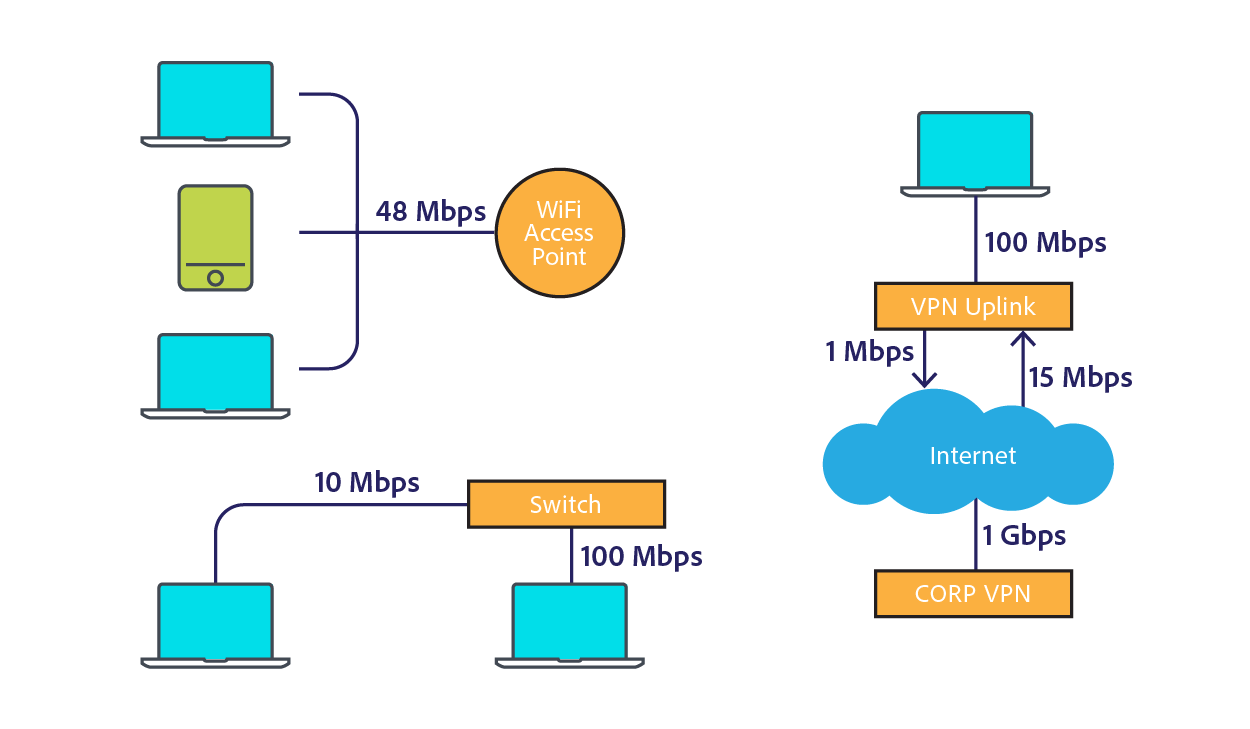 48 Mbps
WiFi
Access
Point
10 Mbps
Switch
100 Mbps
100 Mbps
VPN Uplink
1 Mbps
15 Mbps
Internet
1 Gbps
CORP VPN